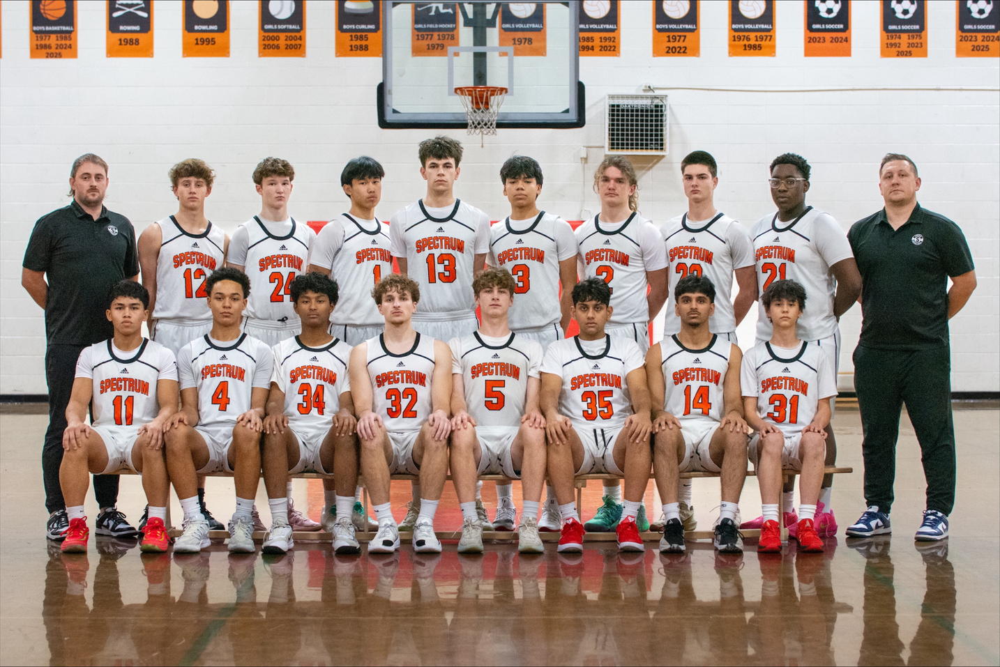 BOYS BASKETBALL
1977 1985
1986 2024
2025
ROWING
1988
BOWLING
1995
GIRLS SOFTBALL
2000 2004
2006 2007
BOYS CURLING
1985
1988
GIRLS FIELD HOCKEY
1977 1978
1979
GIRLS VOLLEYBALL
1978
GIRLS VOLLEYBALL
1985 1992
1994 2022
BOYS VOLLEYBALL
1977
2022
BOYS VOLLEYBALL
1976 1977
1985
GIRLS SOCCER
2023 2024
GIRLS SOCCER
1974 1975
1992 2023
2025
GIRLS SOCCER
2023 2024
2025
DAKTRONICS
SPECTRUM
12
SPECTRUM
24
SPECTRUM
1
SPECTRUM
13
SPECTRUM
3
SPECTRUM
2
SPECTRUM
SPECTRUM
21
SPECTRUM
11
SPECTRUM
4
SPECTRUM
34
SPECTRUM
32
SPECTRUM
5
SPECTRUM
35
SPECTRUM
14
SPECTRUM
31